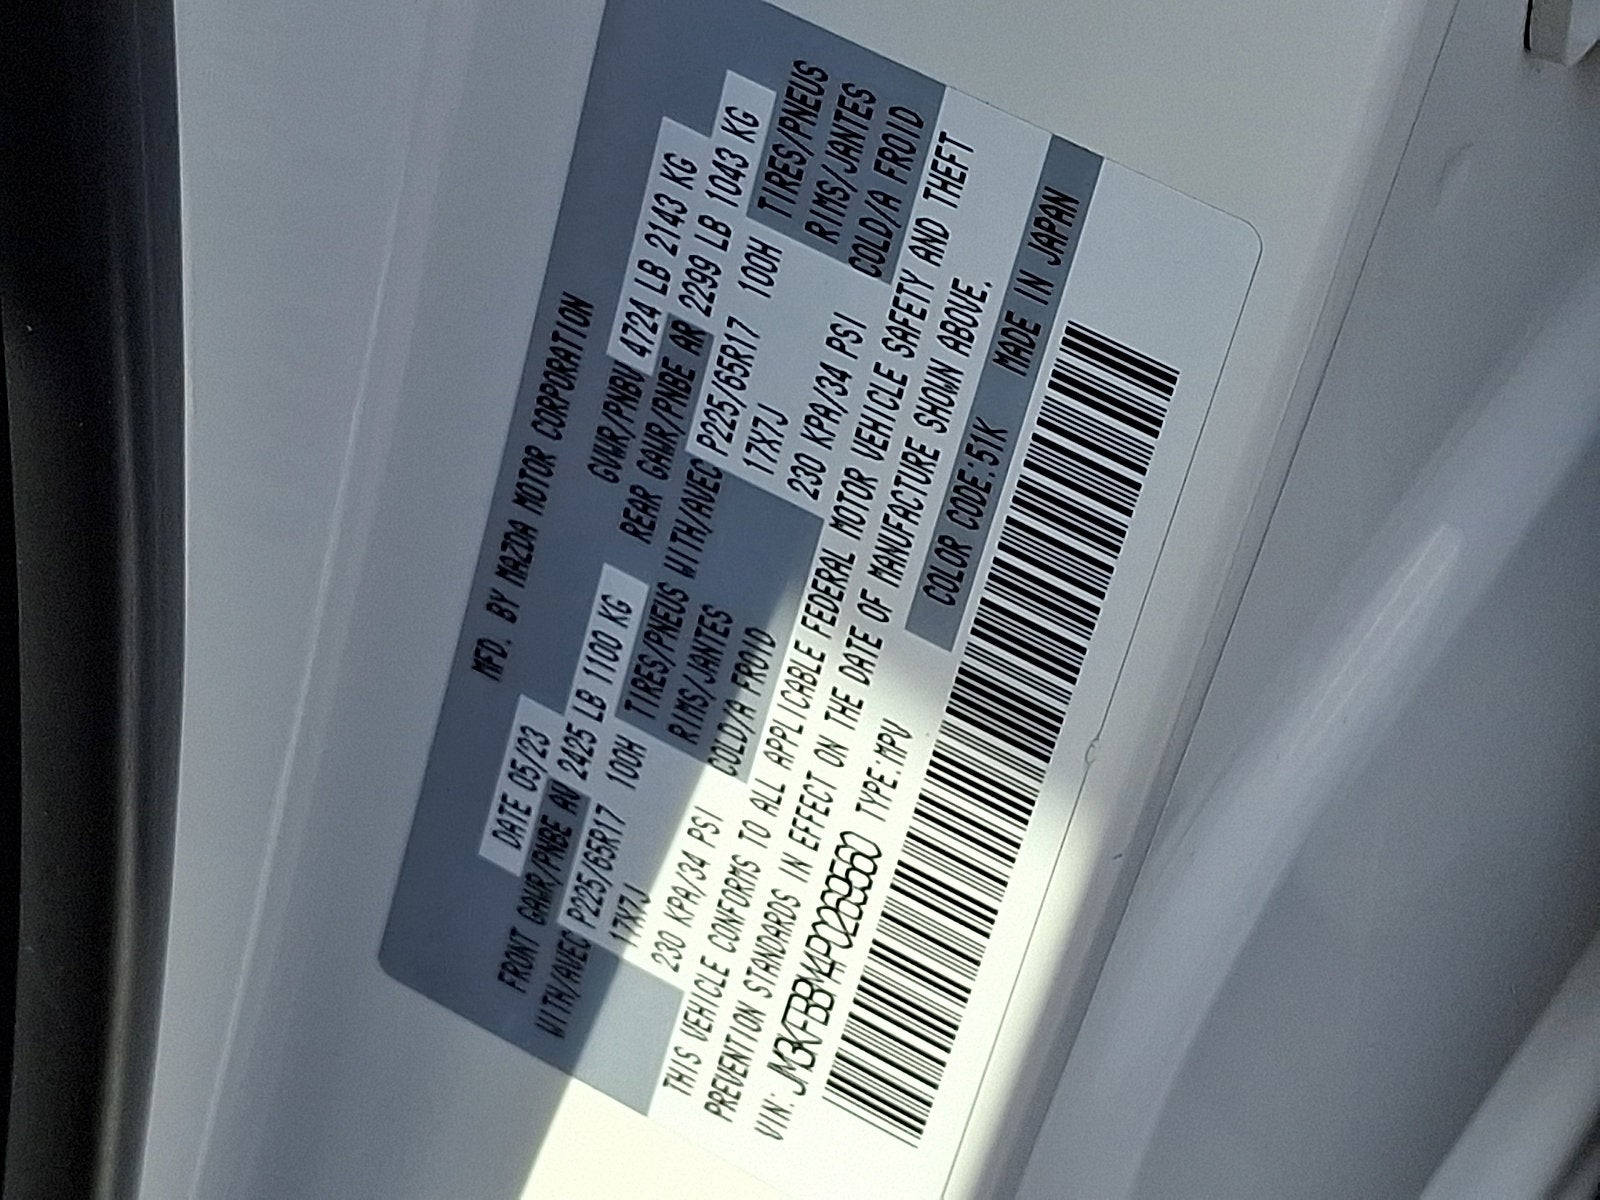 MFD. BY MAZDA MOTOR CORPORATION
DATE 05/23 GVWR/PNBV 4724 LB 2143 KG
FRONT GAWR/PNBE AV 2425 LB 1100 KG REAR GAWR/PNBE AR 2299 LB 1043 KG
WITH/AVEC P225/65R17 100H TIRES/PNEUS WITH/AVEC P225/65R17 100H TIRES/PNEUS
17X7J RIMS/JANTES 17X7J RIMS/JANTES
230 KPA/34 PSI COLD/A FROID 230 KPA/34 PSI COLD/A FROID
THIS VEHICLE CONFORMS TO ALL APPLICABLE FEDERAL MOTOR VEHICLE SAFETY AND THEFT
PREVENTION STANDARDS IN EFFECT ON THE DATE OF MANUFACTURE SHOWN ABOVE.
VIN: JM3KFBBM4P0269560 TYPE:MPV COLOR CODE:51K MADE IN JAPAN